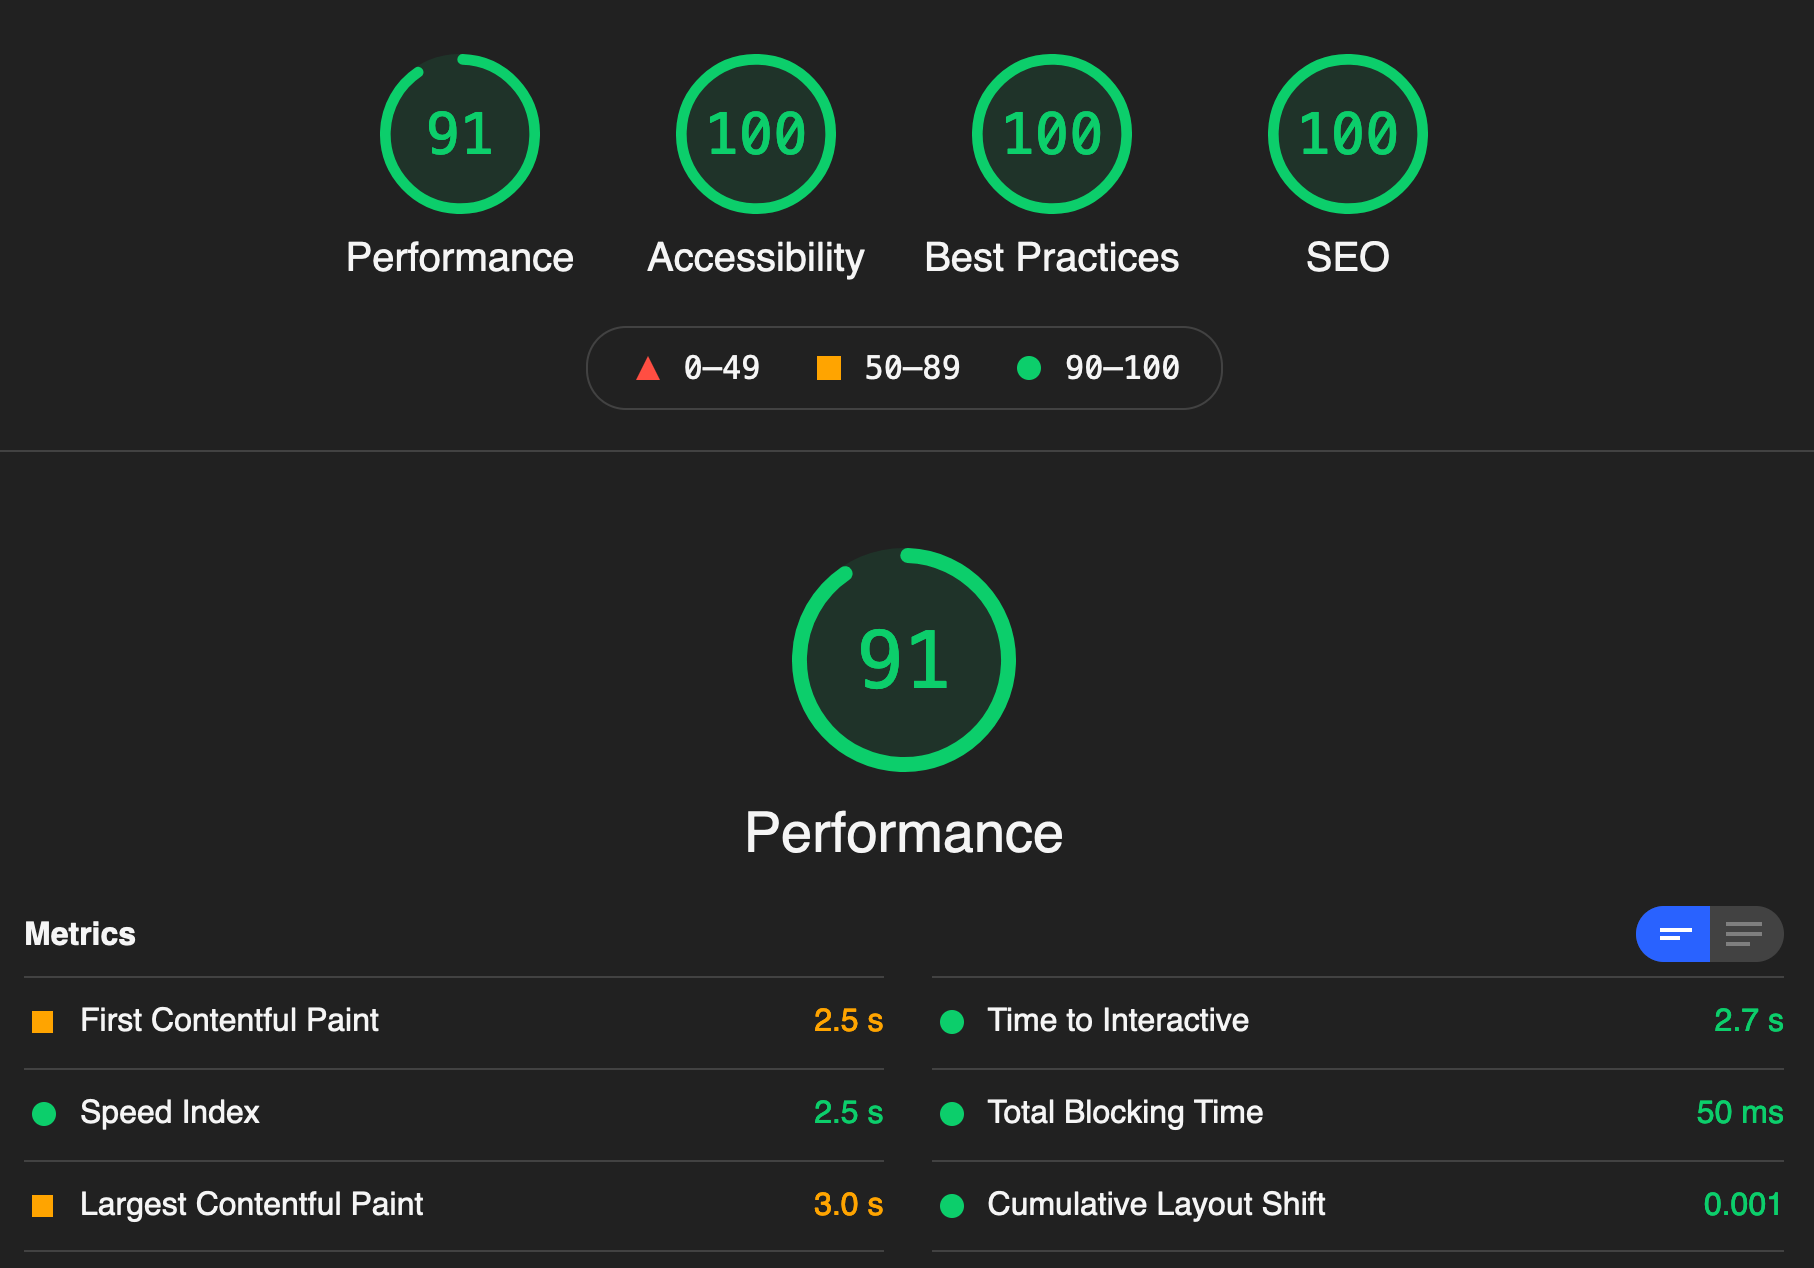 91 100 100 100
Performance Accessibility Best Practices SEO
0–49 50–89 90–100
91
Performance
Metrics
First Contentful Paint 2.5 s
Time to Interactive 2.7 s
Speed Index 2.5 s
Total Blocking Time 50 ms
Largest Contentful Paint 3.0 s
Cumulative Layout Shift 0.001